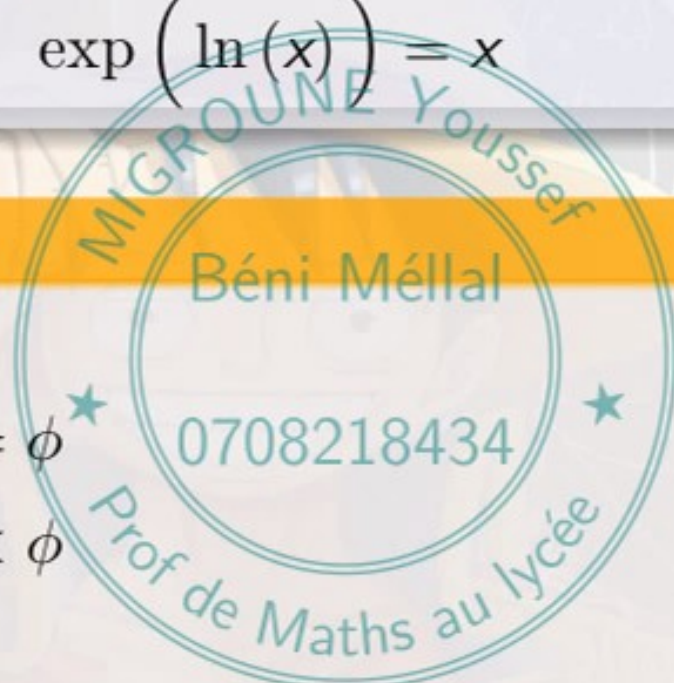 exp ( ln (x) ) = x
MIGROUNE Youssef
Béni Méllal
= ϕ
0708218434
ϕ
Prof de Maths au lycée